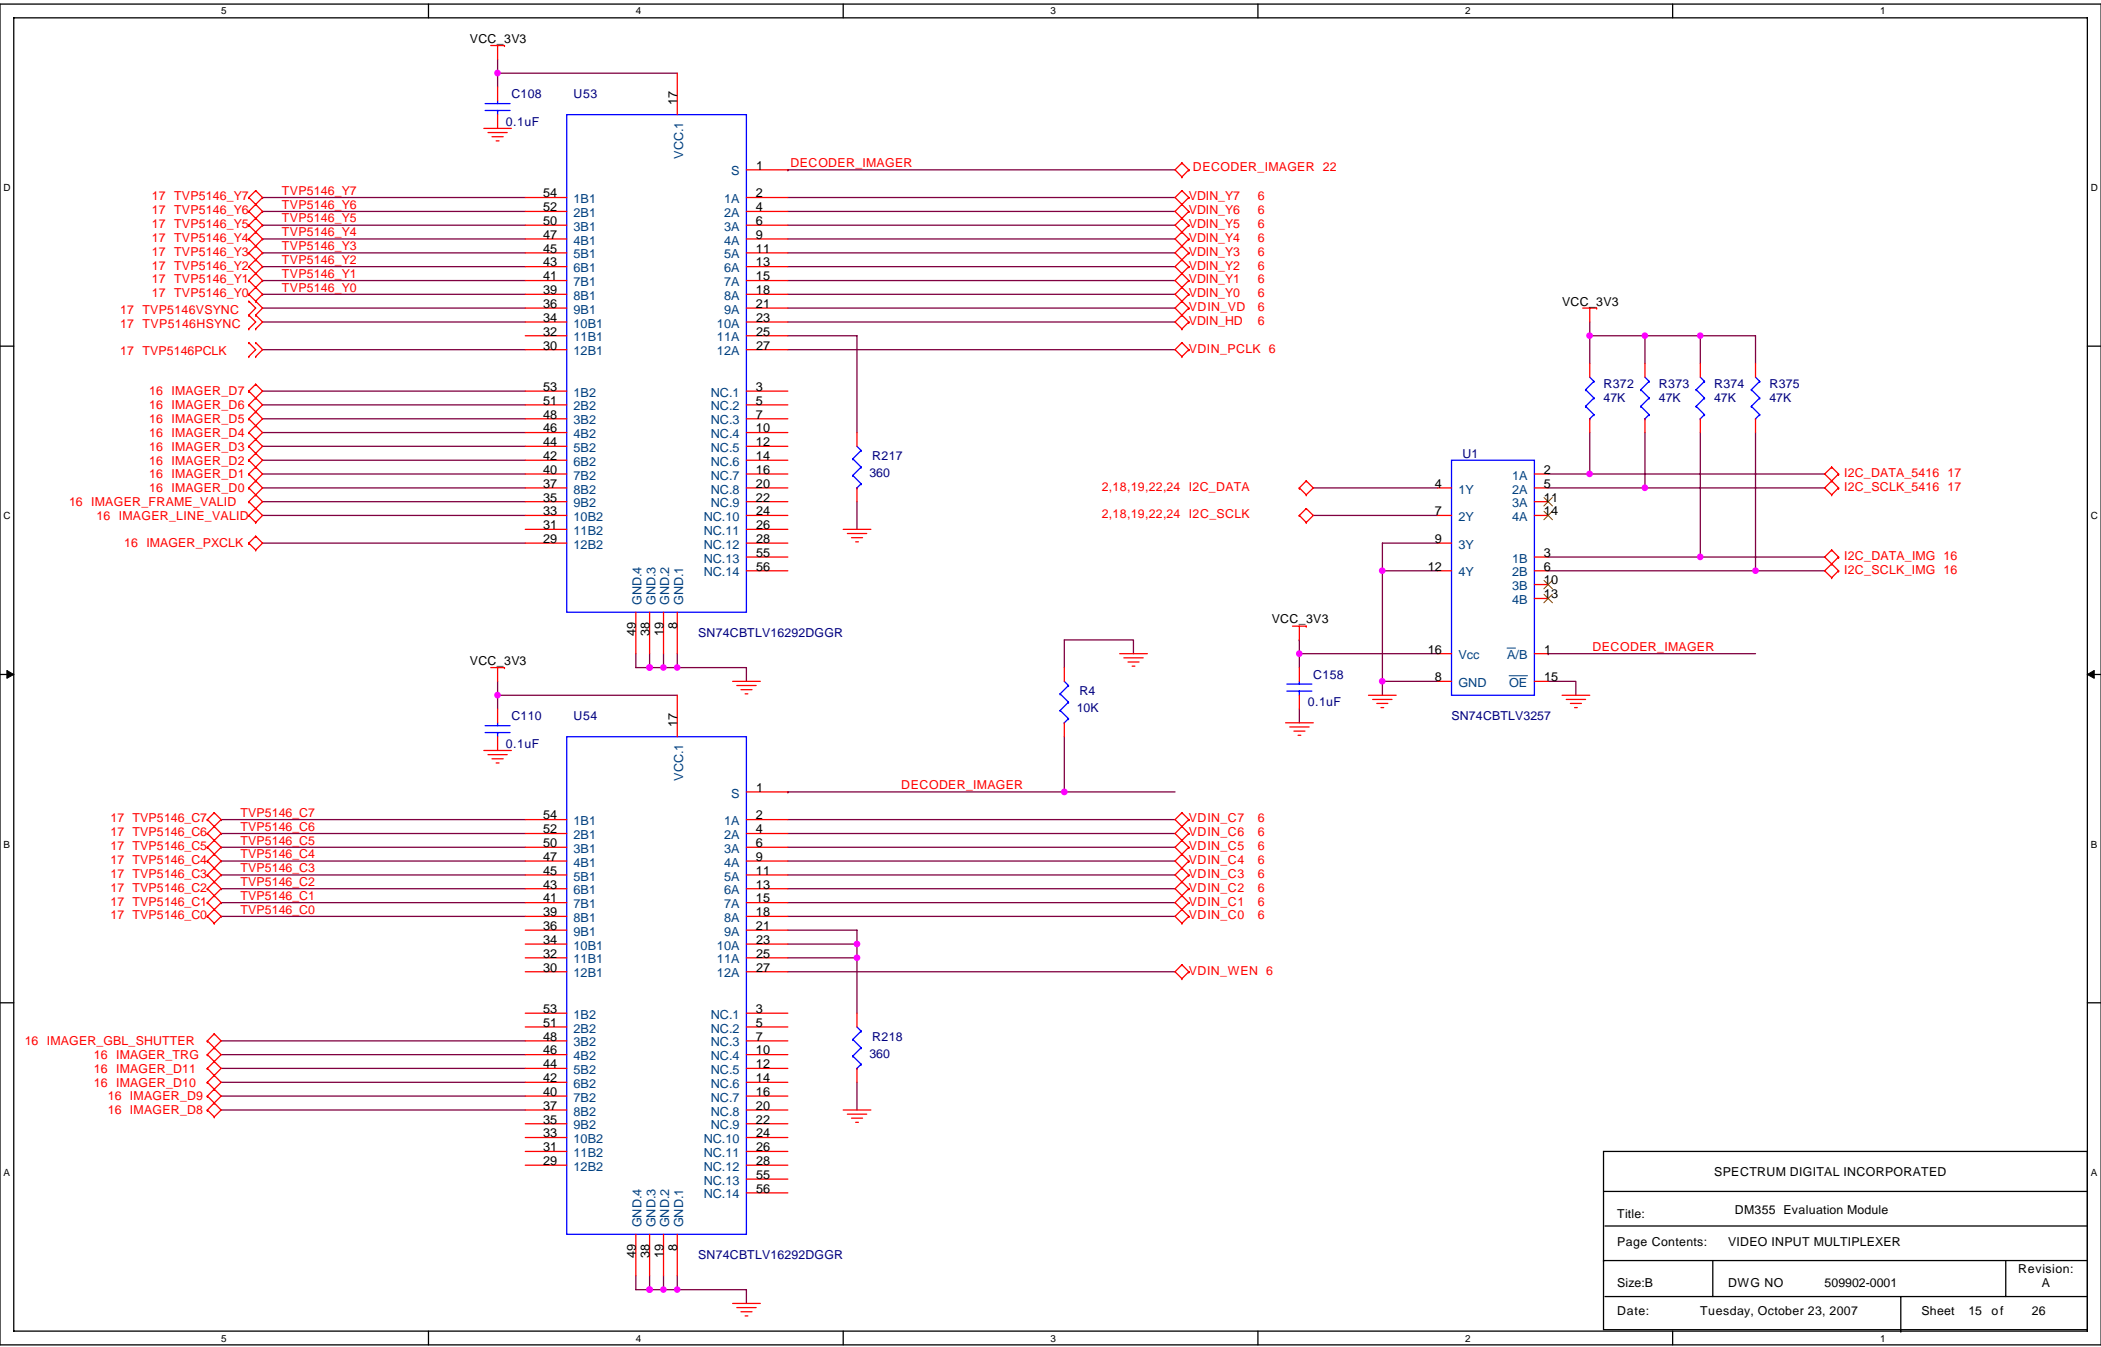 5 4 3 2 1
D
C
B
A
VCC_3V3
C108
0.1uF
U53
17
VCC.1
S 1 DECODER_IMAGER
DECODER_IMAGER 22
17 TVP5146_Y7 TVP5146_Y7 54 1B1 1A 2 VDIN_Y7 6
17 TVP5146_Y6 TVP5146_Y6 52 2B1 2A 4 VDIN_Y6 6
17 TVP5146_Y5 TVP5146_Y5 50 3B1 3A 6 VDIN_Y5 6
17 TVP5146_Y4 TVP5146_Y4 47 4B1 4A 9 VDIN_Y4 6
17 TVP5146_Y3 TVP5146_Y3 45 5B1 5A 11 VDIN_Y3 6
17 TVP5146_Y2 TVP5146_Y2 43 6B1 6A 13 VDIN_Y2 6
17 TVP5146_Y1 TVP5146_Y1 41 7B1 7A 15 VDIN_Y1 6
17 TVP5146_Y0 TVP5146_Y0 39 8B1 8A 18 VDIN_Y0 6
17 TVP5146VSYNC 36 9B1 9A 21 VDIN_VD 6
17 TVP5146HSYNC 34 10B1 10A 23 VDIN_HD 6
32 11B1 11A 25
17 TVP5146PCLK 30 12B1 12A 27 VDIN_PCLK 6
16 IMAGER_D7 53 1B2 NC.1 3
16 IMAGER_D6 51 2B2 NC.2 5
16 IMAGER_D5 48 3B2 NC.3 7
16 IMAGER_D4 46 4B2 NC.4 10
16 IMAGER_D3 44 5B2 NC.5 12
16 IMAGER_D2 42 6B2 NC.6 14
16 IMAGER_D1 40 7B2 NC.7 16
16 IMAGER_D0 37 8B2 NC.8 20
16 IMAGER_FRAME_VALID 35 9B2 NC.9 22
16 IMAGER_LINE_VALID 33 10B2 NC.10 24
31 11B2 NC.11 26
16 IMAGER_PXCLK 29 12B2 NC.12 28
NC.13 55
NC.14 56
R217
360
GND.4 GND.3 GND.2 GND.1
49 38 19 8
SN74CBTLV16292DGGR
VCC_3V3
R372 47K
R373 47K
R374 47K
R375 47K
U1
2,18,19,22,24 I2C_DATA 4 1Y 1A 2 I2C_DATA_5416 17
2A 5 I2C_SCLK_5416 17
2,18,19,22,24 I2C_SCLK 7 2Y 3A 11
4A 14
9 3Y 1B 3 I2C_DATA_IMG 16
12 4Y 2B 6 I2C_SCLK_IMG 16
3B 10
4B 13
VCC_3V3
16 Vcc A/B 1 DECODER_IMAGER
8 GND OE 15
C158
0.1uF
SN74CBTLV3257
R4
10K
VCC_3V3
C110
0.1uF
U54
17
VCC.1
S 1 DECODER_IMAGER
17 TVP5146_C7 TVP5146_C7 54 1B1 1A 2 VDIN_C7 6
17 TVP5146_C6 TVP5146_C6 52 2B1 2A 4 VDIN_C6 6
17 TVP5146_C5 TVP5146_C5 50 3B1 3A 6 VDIN_C5 6
17 TVP5146_C4 TVP5146_C4 47 4B1 4A 9 VDIN_C4 6
17 TVP5146_C3 TVP5146_C3 45 5B1 5A 11 VDIN_C3 6
17 TVP5146_C2 TVP5146_C2 43 6B1 6A 13 VDIN_C2 6
17 TVP5146_C1 TVP5146_C1 41 7B1 7A 15 VDIN_C1 6
17 TVP5146_C0 TVP5146_C0 39 8B1 8A 18 VDIN_C0 6
36 9B1 9A 21
34 10B1 10A 23
32 11B1 11A 25
30 12B1 12A 27 VDIN_WEN 6
53 1B2 NC.1 3
51 2B2 NC.2 5
16 IMAGER_GBL_SHUTTER 48 3B2 NC.3 7
16 IMAGER_TRG 46 4B2 NC.4 10
16 IMAGER_D11 44 5B2 NC.5 12
16 IMAGER_D10 42 6B2 NC.6 14
16 IMAGER_D9 40 7B2 NC.7 16
16 IMAGER_D8 37 8B2 NC.8 20
35 9B2 NC.9 22
33 10B2 NC.10 24
31 11B2 NC.11 26
29 12B2 NC.12 28
NC.13 55
NC.14 56
R218
360
GND.4 GND.3 GND.2 GND.1
49 38 19 8
SN74CBTLV16292DGGR
SPECTRUM DIGITAL INCORPORATED
Title: DM355 Evaluation Module
Page Contents: VIDEO INPUT MULTIPLEXER
Size:B DWG NO 509902-0001 Revision: A
Date: Tuesday, October 23, 2007 Sheet 15 of 26
D
C
B
A
5 4 3 2 1